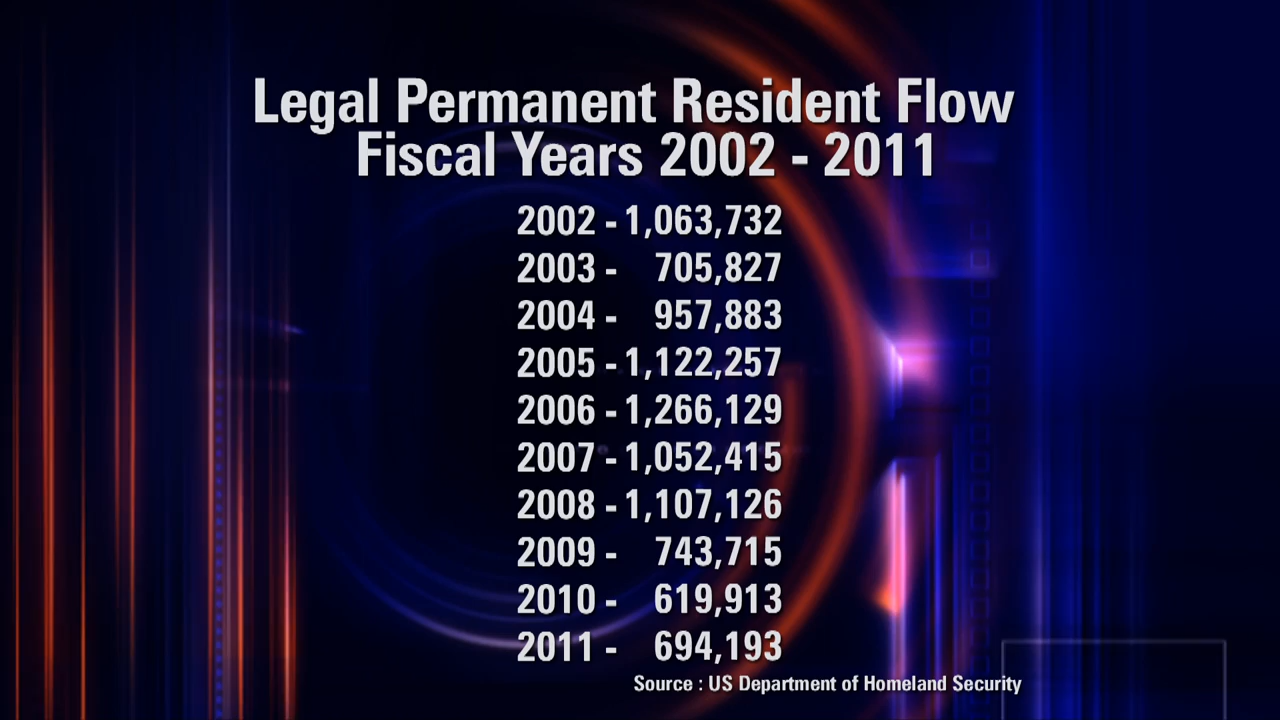 Legal Permanent Resident Flow
Fiscal Years 2002 - 2011
2002 - 1,063,732
2003 - 705,827
2004 - 957,883
2005 - 1,122,257
2006 - 1,266,129
2007 - 1,052,415
2008 - 1,107,126
2009 - 743,715
2010 - 619,913
2011 - 694,193
Source : US Department of Homeland Security